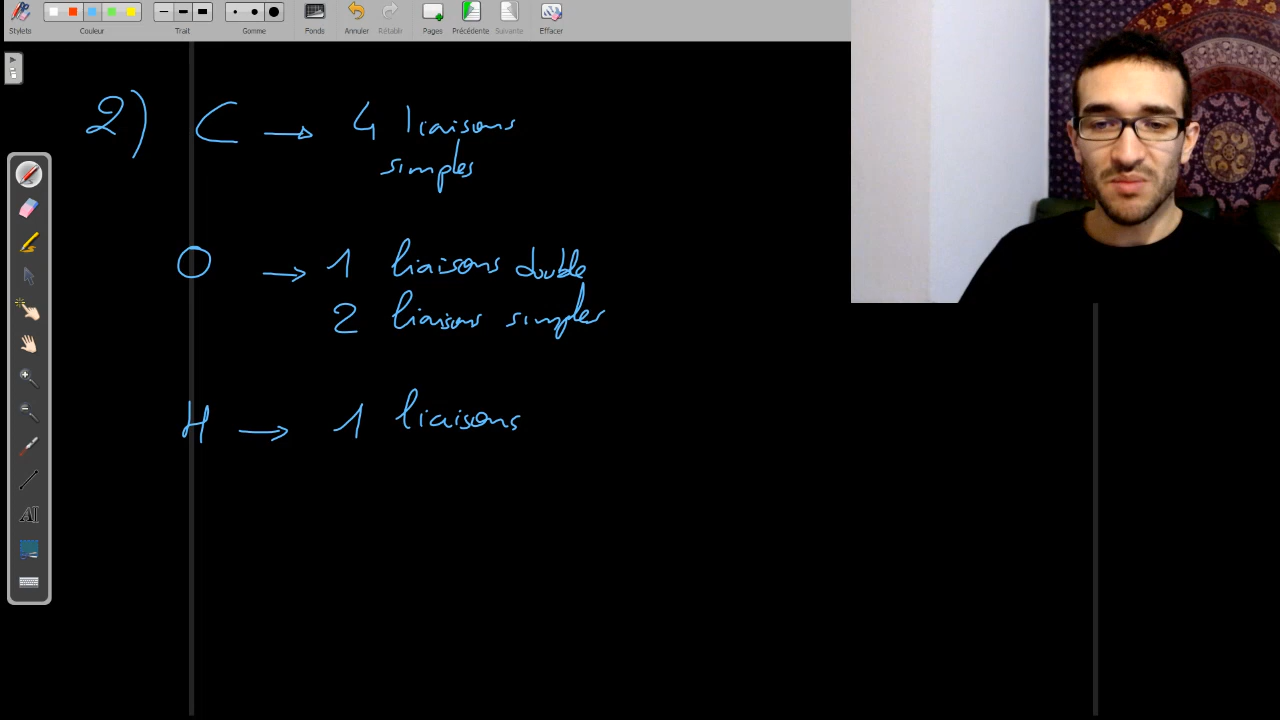 Stylets Couleur Trait Gomme Fonds Annuler Rétablir Pages Précédente Suivante Effacer
2) C → 4 liaisons
simples
O → 1 liaisons double
2 liaisons simples
H → 1 liaisons
AI